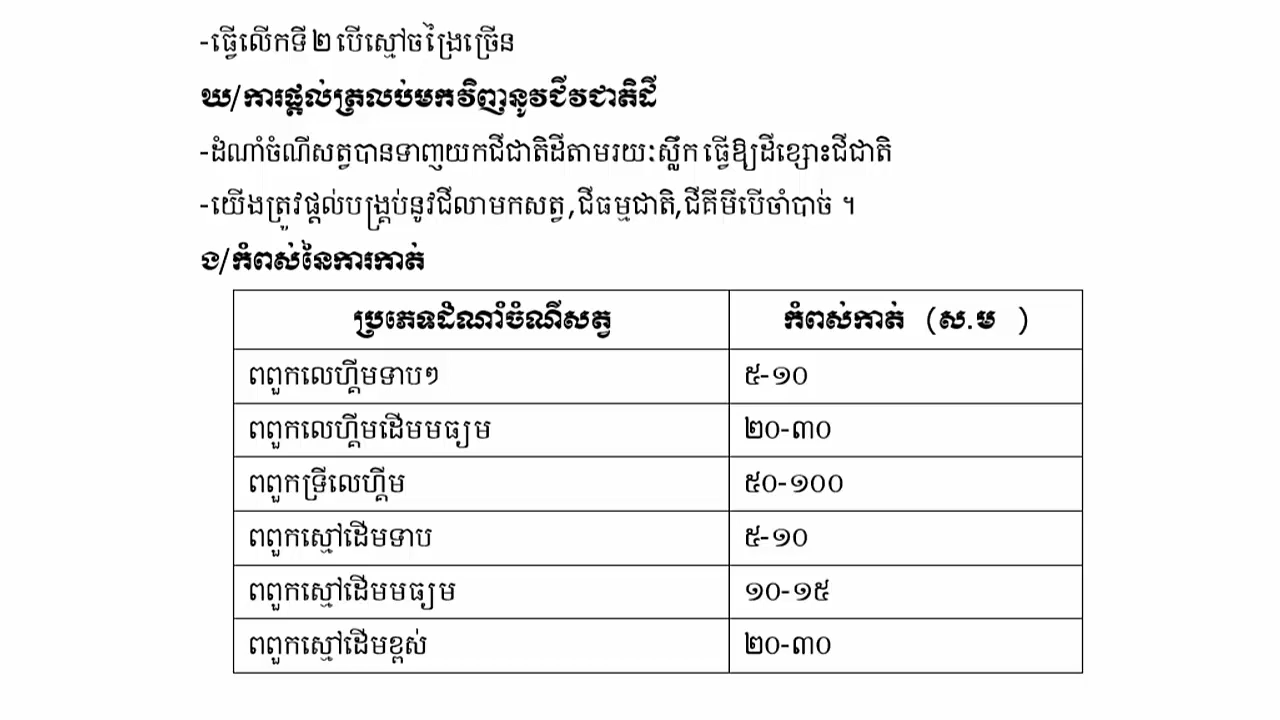 -ធ្វើលើកទី២ បើស្មៅចង្រៃច្រើន
ឃ/ការផ្តល់ត្រលប់មកវិញនូវជីវជាតិដី
-ដំណាំចំណីសត្វបានទាញយកជីជាតិដីតាមរយៈស្លឹក ធ្វើឱ្យដីខ្សោះជីជាតិ
-យើងត្រូវផ្តល់បង្គ្រប់នូវជីលាមកសត្វ,ជីធម្មជាតិ,ជីគីមីបើចាំបាច់ ។
ង/កំពស់នៃការកាត់
ប្រភេទដំណាំចំណីសត្វ កំពស់កាត់ (ស.ម )
ពពួកលេហ្គីមទាបៗ ៥-១០
ពពួកលេហ្គីមដើមមធ្យម ២០-៣០
ពពួកទ្រីលេហ្គីម ៥០-១០០
ពពួកស្មៅដើមទាប ៥-១០
ពពួកស្មៅដើមមធ្យម ១០-១៥
ពពួកស្មៅដើមខ្ពស់ ២០-៣០